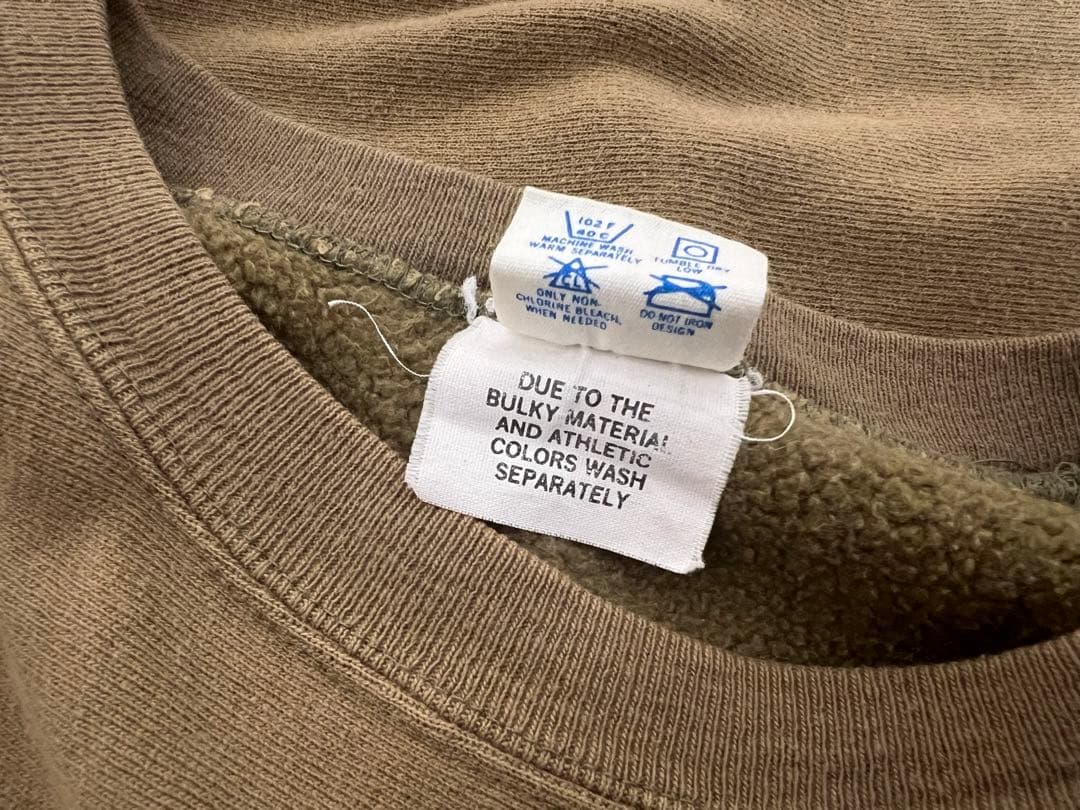 102 F
40 C
MACHINE WASH
WARM SEPARATELY
TUMBLE DRY
LOW
CL
ONLY NON-
CHLORINE BLEACH,
WHEN NEEDED
DO NOT IRON
DESIGN
DUE TO THE
BULKY MATERIAL
AND ATHLETIC
COLORS WASH
SEPARATELY